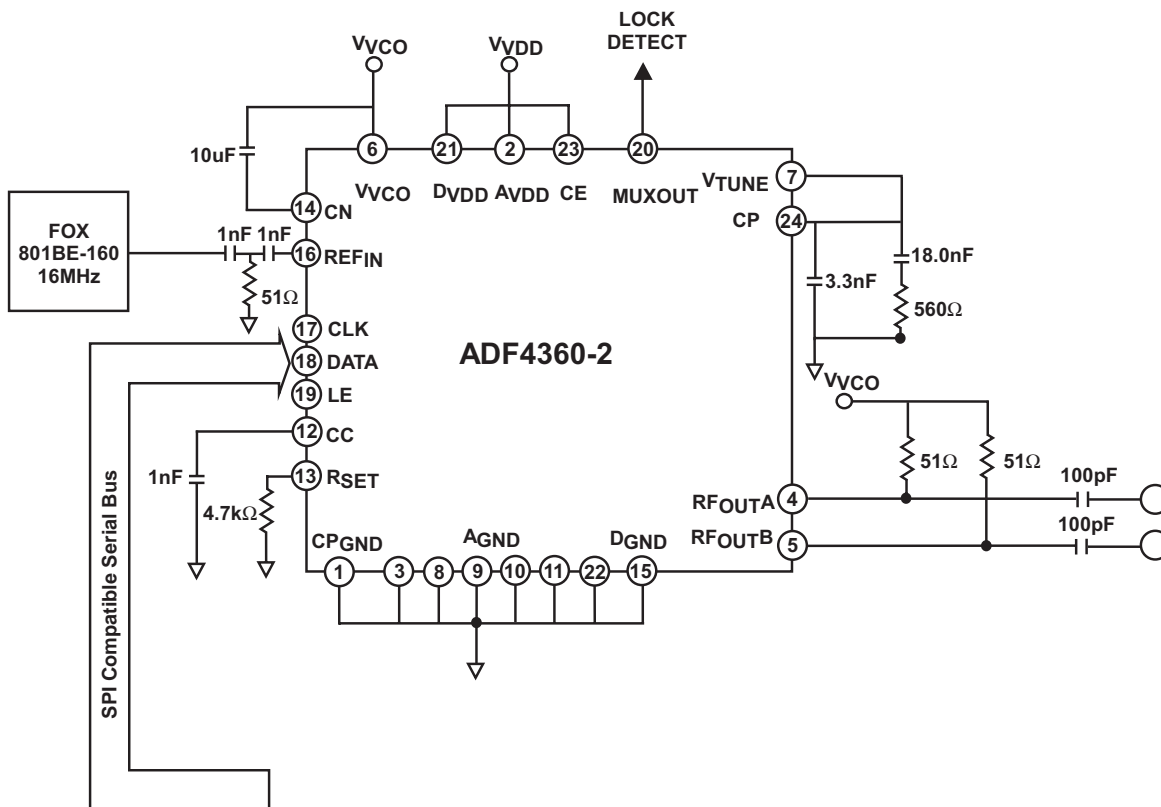 LOCK
DETECT
VVCO
VVDD
10uF
6
21
2
23
20
VVCO
DVDD
AVDD
CE
MUXOUT
VTUNE
7
CP
24
14
CN
FOX
801BE-160
16MHz
1nF
1nF
16
REFIN
51Ω
18.0nF
3.3nF
560Ω
17
CLK
18
DATA
19
LE
ADF4360-2
VVCO
12
CC
1nF
13
RSET
4.7kΩ
51Ω
51Ω
100pF
RFOUTA
4
100pF
RFOUTB
5
CPGND
AGND
DGND
1
3
8
9
10
11
22
15
SPI Compatible Serial Bus